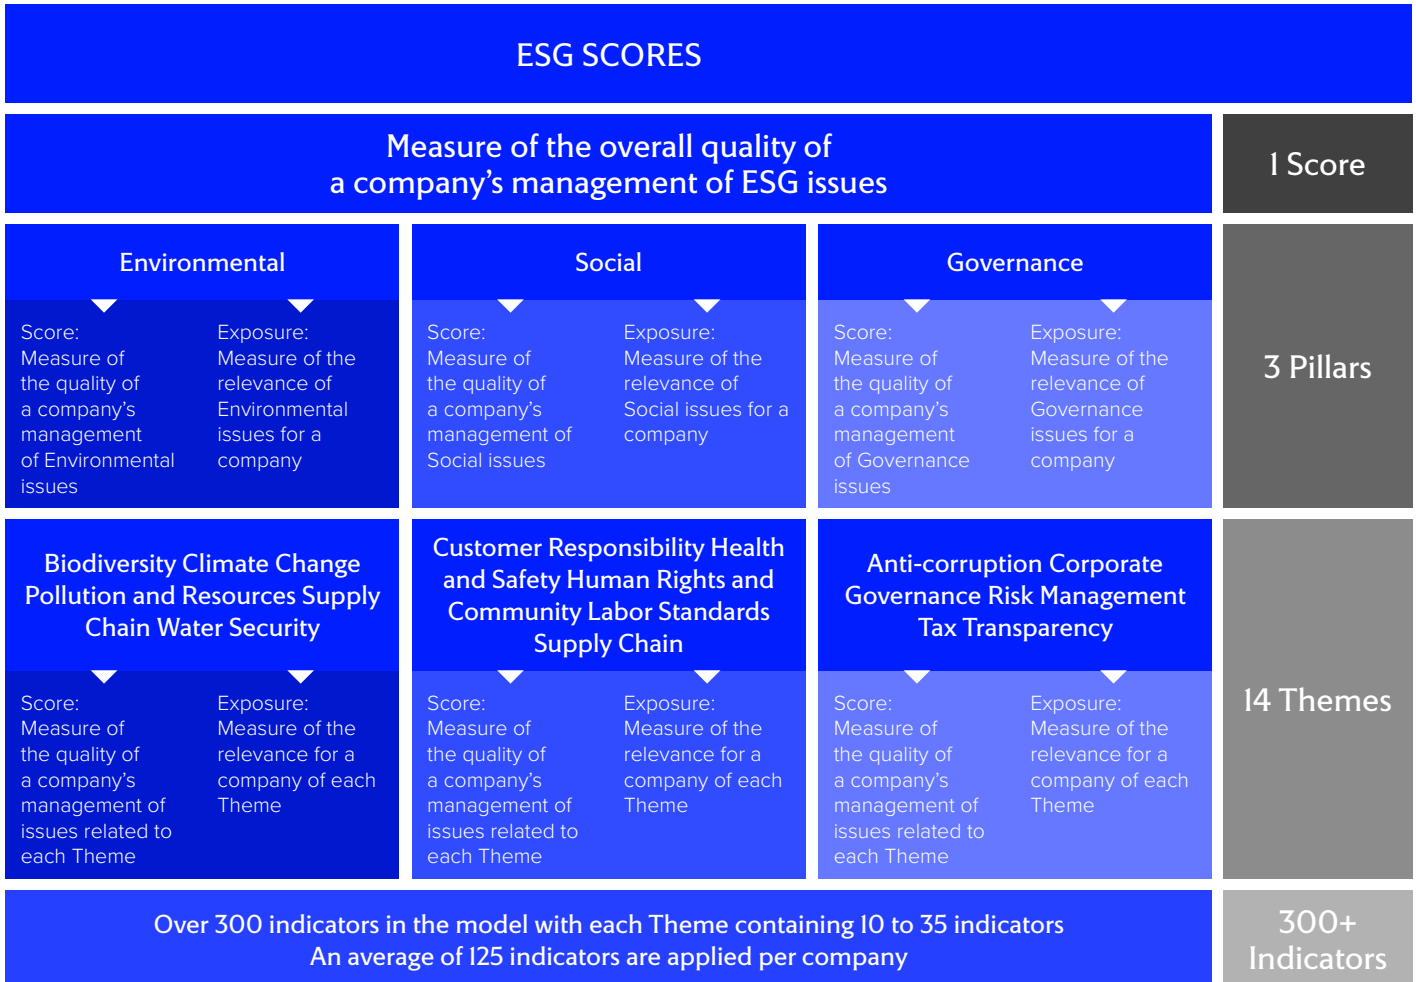 ESG SCORES
Measure of the overall quality of
a company’s management of ESG issues
1 Score
Environmental
Score:
Measure of
the quality of
a company’s
management
of Environmental
issues
Exposure:
Measure of the
relevance of
Environmental
issues for a
company
Social
Score:
Measure of
the quality of
a company’s
management of
Social issues
Exposure:
Measure of the
relevance of
Social issues for a
company
Governance
Score:
Measure of
the quality of
a company’s
management
of Governance
issues
Exposure:
Measure of the
relevance of
Governance
issues for a
company
3 Pillars
Biodiversity Climate Change
Pollution and Resources Supply
Chain Water Security
Score:
Measure of
the quality of
a company’s
management of
issues related to
each Theme
Exposure:
Measure of the
relevance for a
company of each
Theme
Customer Responsibility Health
and Safety Human Rights and
Community Labor Standards
Supply Chain
Score:
Measure of
the quality of
a company’s
management of
issues related to
each Theme
Exposure:
Measure of the
relevance for a
company of each
Theme
Anti-corruption Corporate
Governance Risk Management
Tax Transparency
Score:
Measure of
the quality of
a company’s
management of
issues related to
each Theme
Exposure:
Measure of the
relevance for a
company of each
Theme
14 Themes
Over 300 indicators in the model with each Theme containing 10 to 35 indicators
An average of 125 indicators are applied per company
300+
Indicators